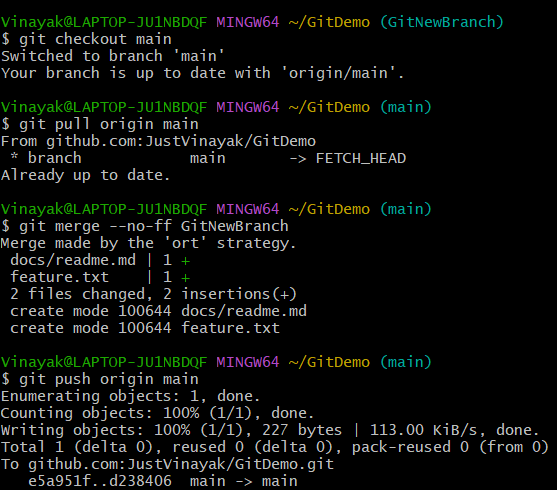 Vinayak@LAPTOP-JU1NBDQF MINGW64 ~/GitDemo (GitNewBranch)
$ git checkout main
Switched to branch 'main'
Your branch is up to date with 'origin/main'.
Vinayak@LAPTOP-JU1NBDQF MINGW64 ~/GitDemo (main)
$ git pull origin main
From github.com:JustVinayak/GitDemo
 * branch            main       -> FETCH_HEAD
Already up to date.
Vinayak@LAPTOP-JU1NBDQF MINGW64 ~/GitDemo (main)
$ git merge --no-ff GitNewBranch
Merge made by the 'ort' strategy.
 docs/readme.md | 1 +
 feature.txt    | 1 +
 2 files changed, 2 insertions(+)
 create mode 100644 docs/readme.md
 create mode 100644 feature.txt
Vinayak@LAPTOP-JU1NBDQF MINGW64 ~/GitDemo (main)
$ git push origin main
Enumerating objects: 1, done.
Counting objects: 100% (1/1), done.
Writing objects: 100% (1/1), 227 bytes | 113.00 KiB/s, done.
Total 1 (delta 0), reused 0 (delta 0), pack-reused 0 (from 0)
To github.com:JustVinayak/GitDemo.git
   e5a951f..d238406  main -> main